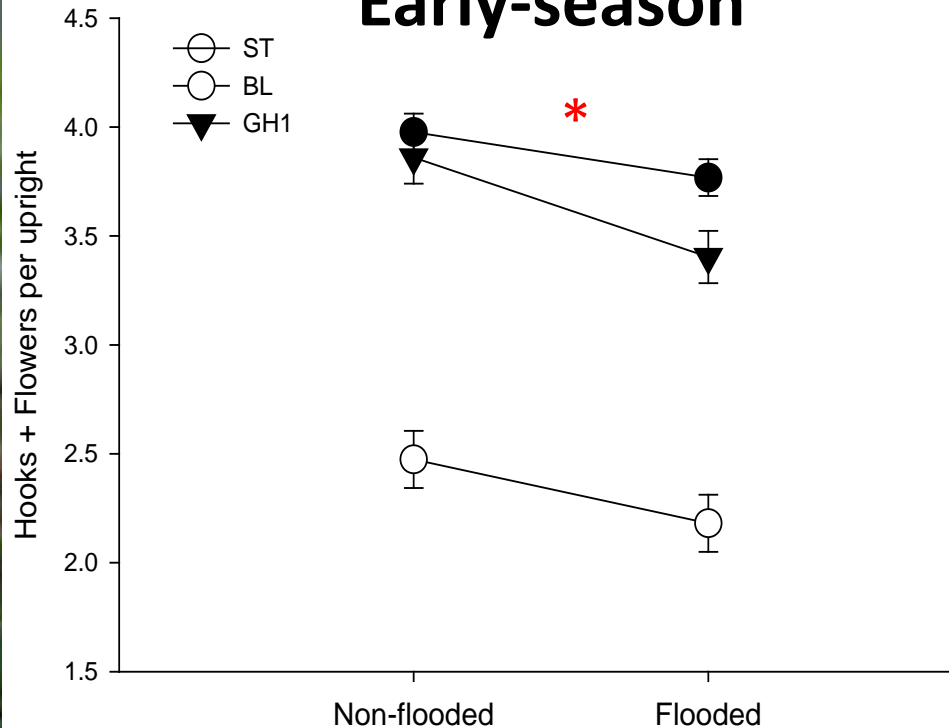 Early-season
ST
BL
GH1
*
Hooks + Flowers per upright
4.5
4.0
3.5
3.0
2.5
2.0
1.5
Non-flooded Flooded